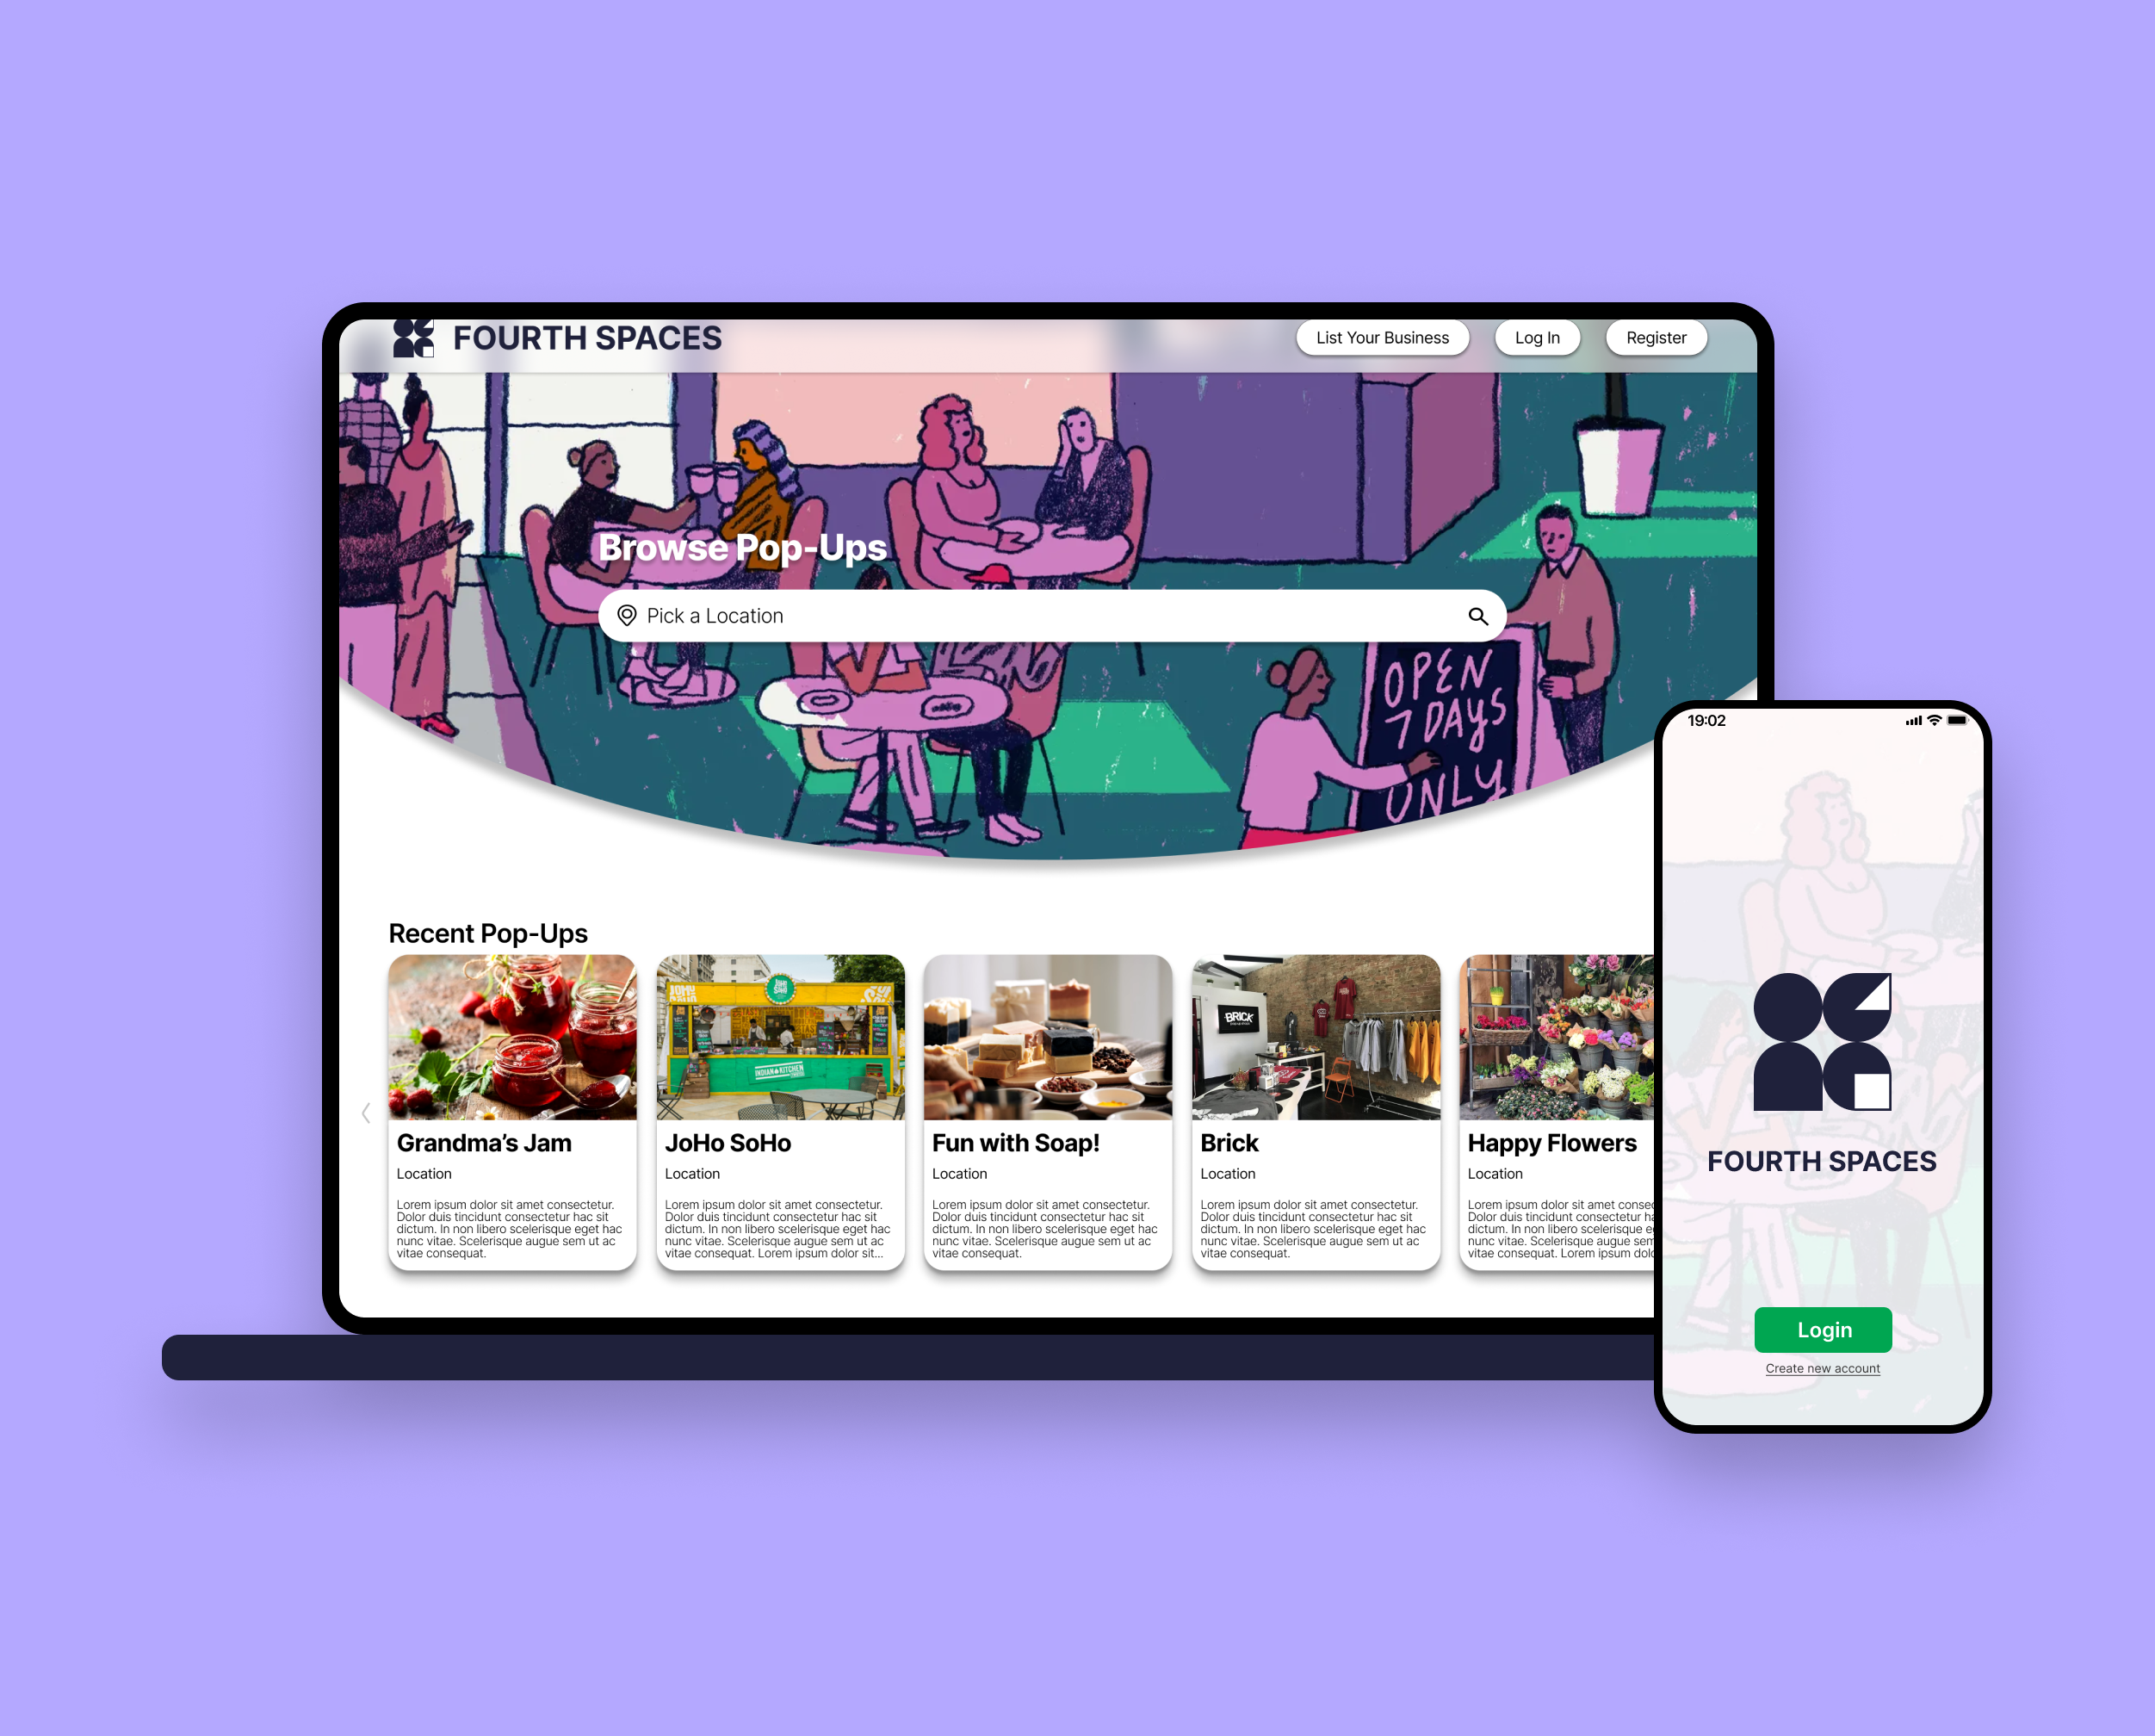 FOURTH SPACES
List Your Business
Log In
Register
Browse Pop-Ups
Pick a Location
OPEN
7 DAYS
ONLY
Recent Pop-Ups
JOHO
SOHO
INDIAN KITCHEN
BRICK
Grandma's Jam
Location
Lorem ipsum dolor sit amet consectetur.
Dolor duis tincidunt consectetur hac sit
dictum. In non libero scelerisque eget hac
nunc vitae. Scelerisque augue sem ut ac
vitae consequat.
JoHo SoHo
Location
Lorem ipsum dolor sit amet consectetur.
Dolor duis tincidunt consectetur hac sit
dictum. In non libero scelerisque eget hac
nunc vitae. Scelerisque augue sem ut ac
vitae consequat. Lorem ipsum dolor sit...
Fun with Soap!
Location
Lorem ipsum dolor sit amet consectetur.
Dolor duis tincidunt consectetur hac sit
dictum. In non libero scelerisque eget hac
nunc vitae. Scelerisque augue sem ut ac
vitae consequat.
Brick
Location
Lorem ipsum dolor sit amet consectetur.
Dolor duis tincidunt consectetur hac sit
dictum. In non libero scelerisque eget hac
nunc vitae. Scelerisque augue sem ut ac
vitae consequat.
Happy Flowers
Location
Lorem ipsum dolor sit amet consec
Dolor duis tincidunt consectetur ha
dictum. In non libero scelerisque e
nunc vitae. Scelerisque augue sem
vitae consequat. Lorem ipsum dolo
19:02
FOURTH SPACES
Login
Create new account